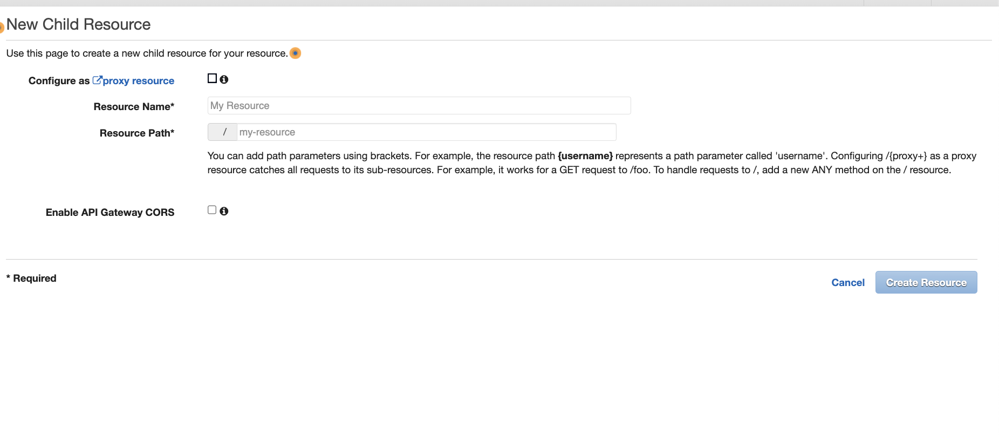 New Child Resource
Use this page to create a new child resource for your resource.
Configure as proxy resource
Resource Name*
My Resource
Resource Path*
/ my-resource
You can add path parameters using brackets. For example, the resource path {username} represents a path parameter called 'username'. Configuring /{proxy+} as a proxy
resource catches all requests to its sub-resources. For example, it works for a GET request to /foo. To handle requests to /, add a new ANY method on the / resource.
Enable API Gateway CORS
* Required
Cancel
Create Resource